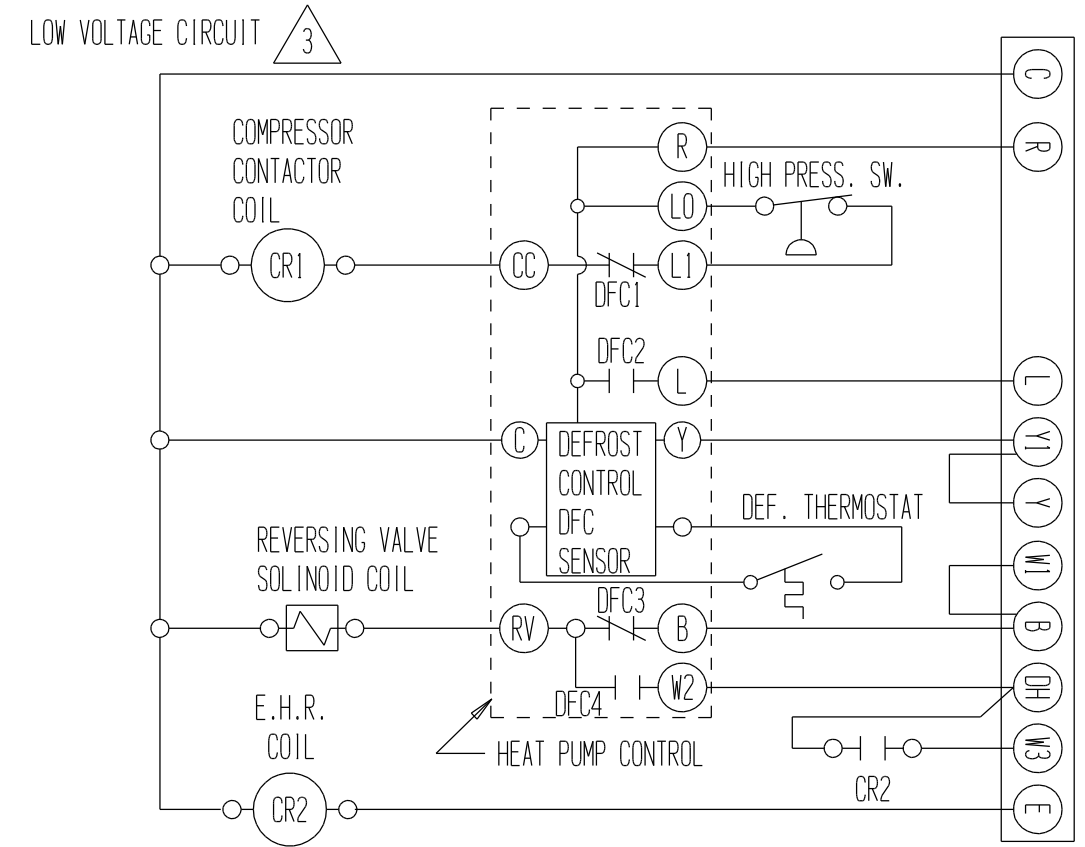 LOW VOLTAGE CIRCUIT
3
C
COMPRESSOR
CONTACTOR
COIL
R
R
HIGH PRESS. SW.
LO
CR1
CC
L1
DFC1
DFC2
L
L
C
DEFROST
CONTROL
DFC
SENSOR
Y
Y1
Y
DEF. THERMOSTAT
REVERSING VALVE
SOLINOID COIL
W1
DFC3
RV
B
B
DFC4
W2
DH
E.H.R.
COIL
HEAT PUMP CONTROL
W3
CR2
CR2
E